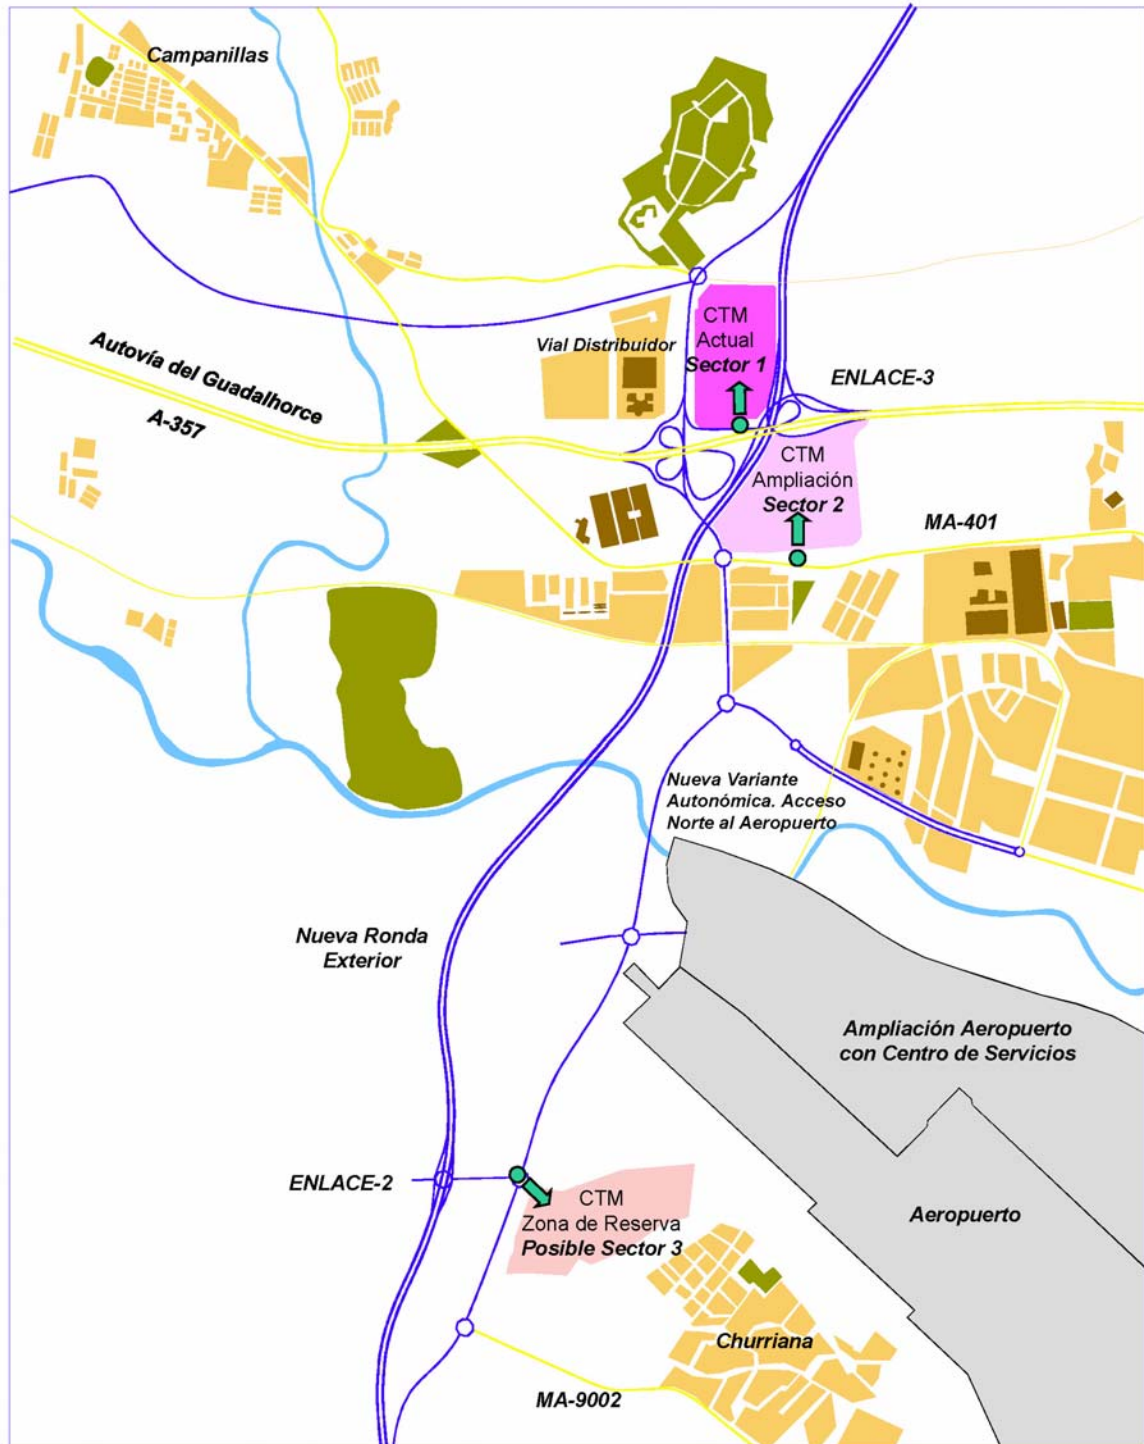 Campanillas
CTM
Actual
Sector 1
Vial Distribuidor
Autovía del Guadalhorce
A-357
ENLACE-3
CTM
Ampliación
Sector 2
MA-401
Nueva Variante
Autonómica. Acceso
Norte al Aeropuerto
Nueva Ronda
Exterior
Ampliación Aeropuerto
con Centro de Servicios
ENLACE-2
CTM
Zona de Reserva
Posible Sector 3
Aeropuerto
Churriana
MA-9002